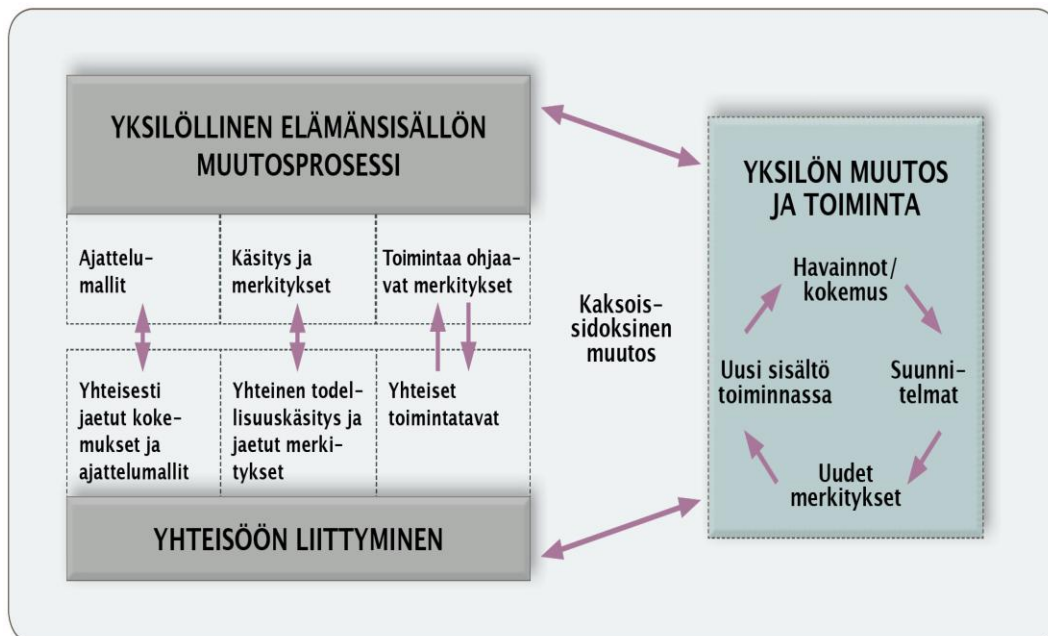 YKSILÖLLINEN ELÄMÄNSISÄLLÖN
MUUTOSPROSESSI
Ajattelu-
mallit
Käsitys ja
merkitykset
Toimintaa ohjaa-
vat merkitykset
Yhteisesti
jaetut koke-
mukset ja
ajattelumallit
Yhteinen todel-
lisuuskäsitys ja
jaetut merki-
tykset
Yhteiset
toimintatavat
YHTEISÖÖN LIITTYMINEN
Kaksois-
sidoksinen
muutos
YKSILÖN MUUTOS
JA TOIMINTA
Havainnot/
kokemus
Suunni-
telmat
Uudet
merkitykset
Uusi sisältö
toiminnassa